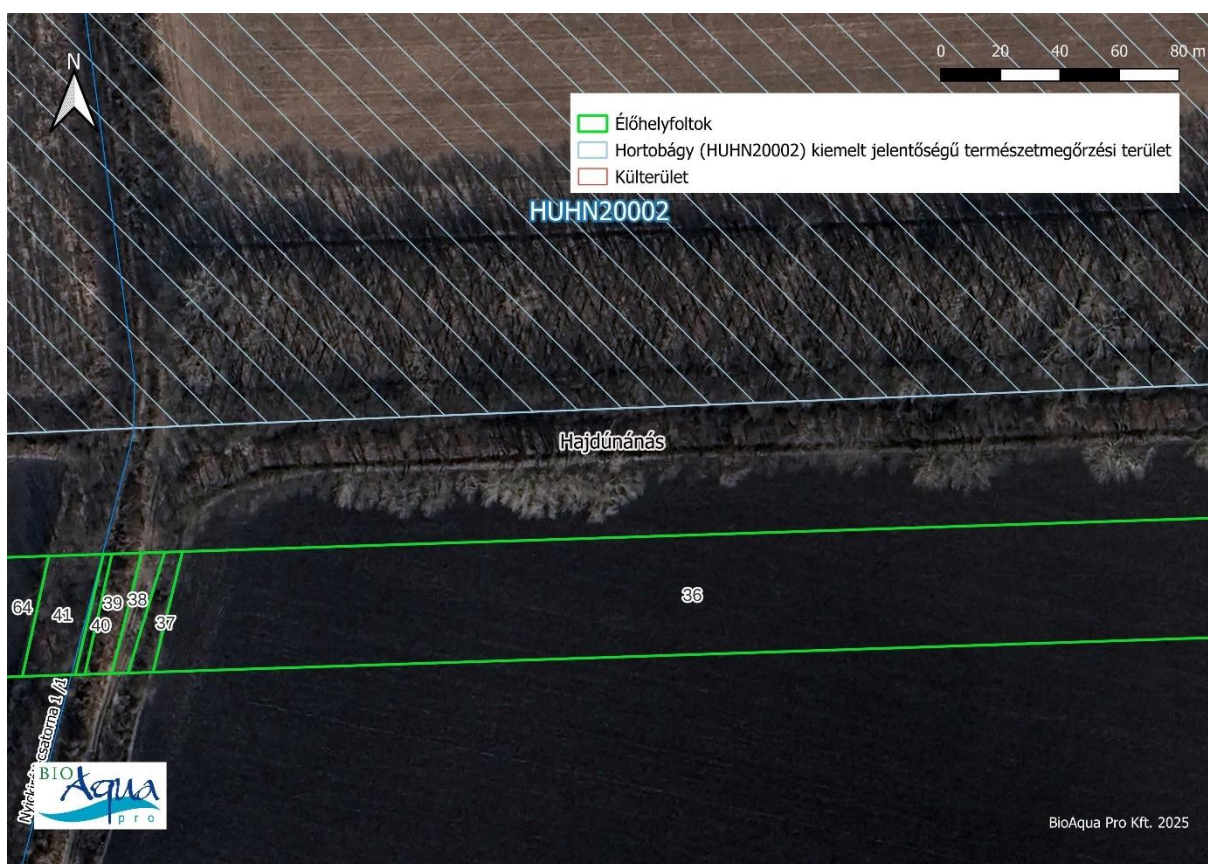 N
0 20 40 60 80 m
Élőhelyfoltok
Hortobágy (HUHN20002) kiemelt jelentőségű természetmegőrzési terület
Külterület
HUHN20002
Hajdúnánás
36
64
41
40
39
38
37
csatorna 1 /1
BIO
Aqua
pro
BioAqua Pro Kft. 2025